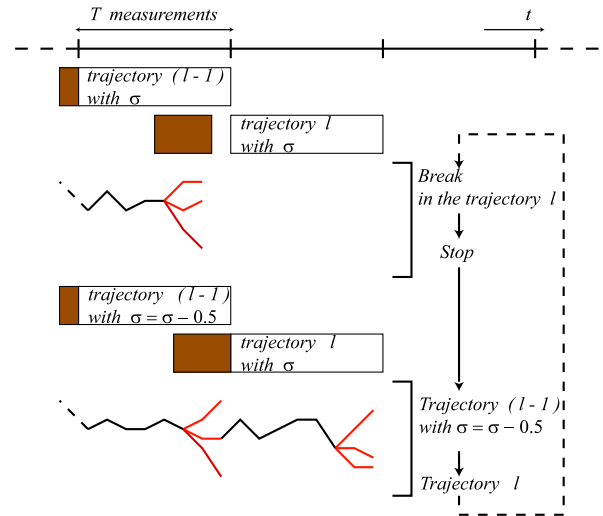 T measurements
t
trajectory (l - 1)
with σ
trajectory l
with σ
Break
in the trajectory l
Stop
trajectory (l - 1)
with σ = σ − 0.5
trajectory l
with σ
Trajectory (l - 1)
with σ = σ − 0.5
Trajectory l